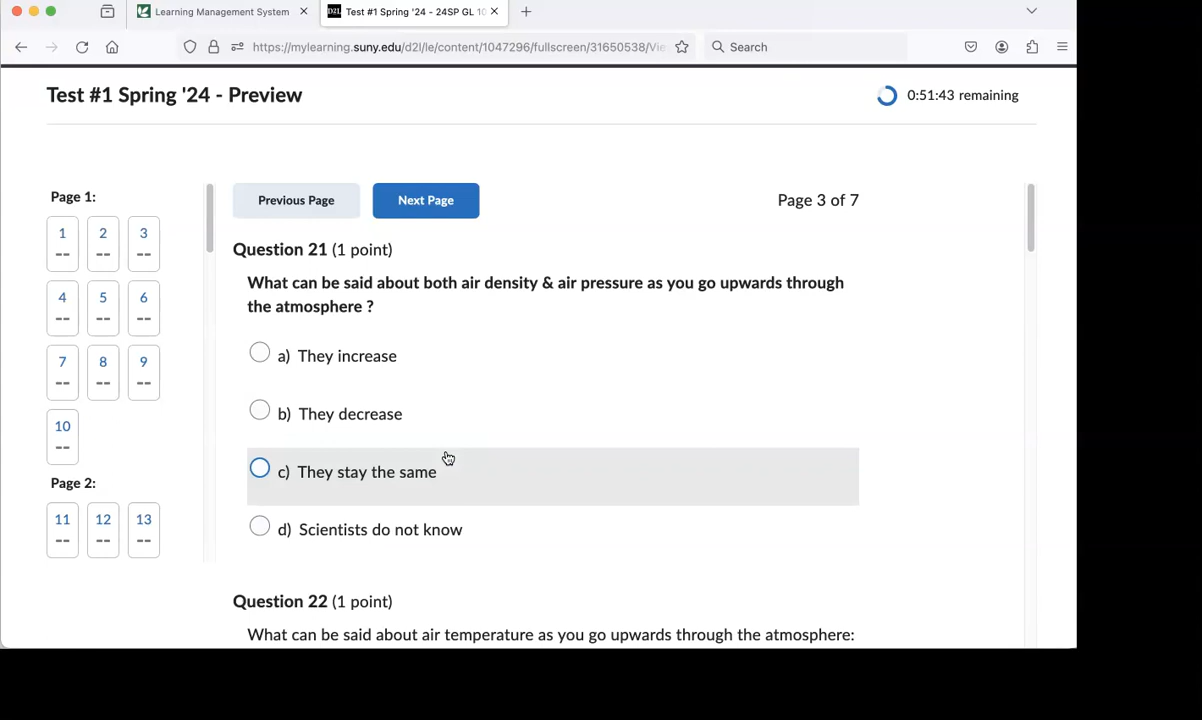 Learning Management System
Test #1 Spring '24 - 24SP GL 10
https://mylearning.suny.edu/d2l/le/content/1047296/fullscreen/31650538/Vie
Search
Test #1 Spring '24 - Preview
0:51:43 remaining
Page 1:
1 2 3
-- -- --
4 5 6
-- -- --
7 8 9
-- -- --
10
--
Page 2:
11 12 13
-- -- --
Previous Page
Next Page
Page 3 of 7
Question 21 (1 point)
What can be said about both air density & air pressure as you go upwards through
the atmosphere ?
a) They increase
b) They decrease
c) They stay the same
d) Scientists do not know
Question 22 (1 point)
What can be said about air temperature as you go upwards through the atmosphere: